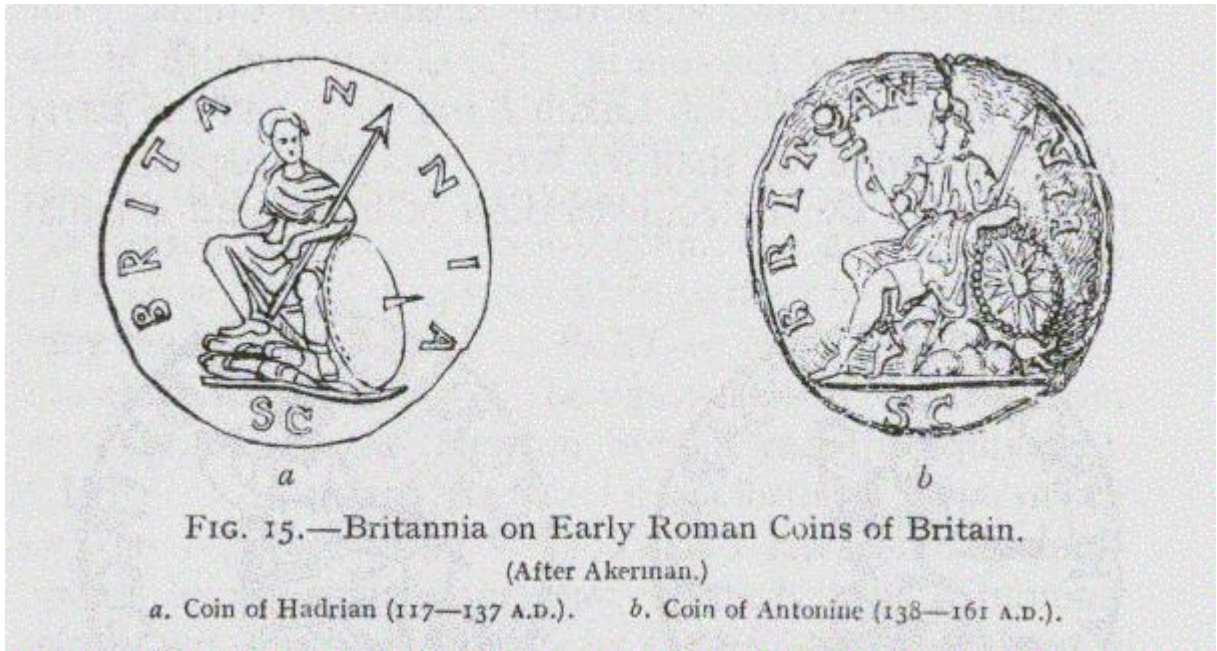 BRITANNIA
SC
BRITANNI
SC
a
b
FIG. 15.—Britannia on Early Roman Coins of Britain.
(After Akerman.)
a. Coin of Hadrian (117—137 A.D.). b. Coin of Antonine (138—161 A.D.).